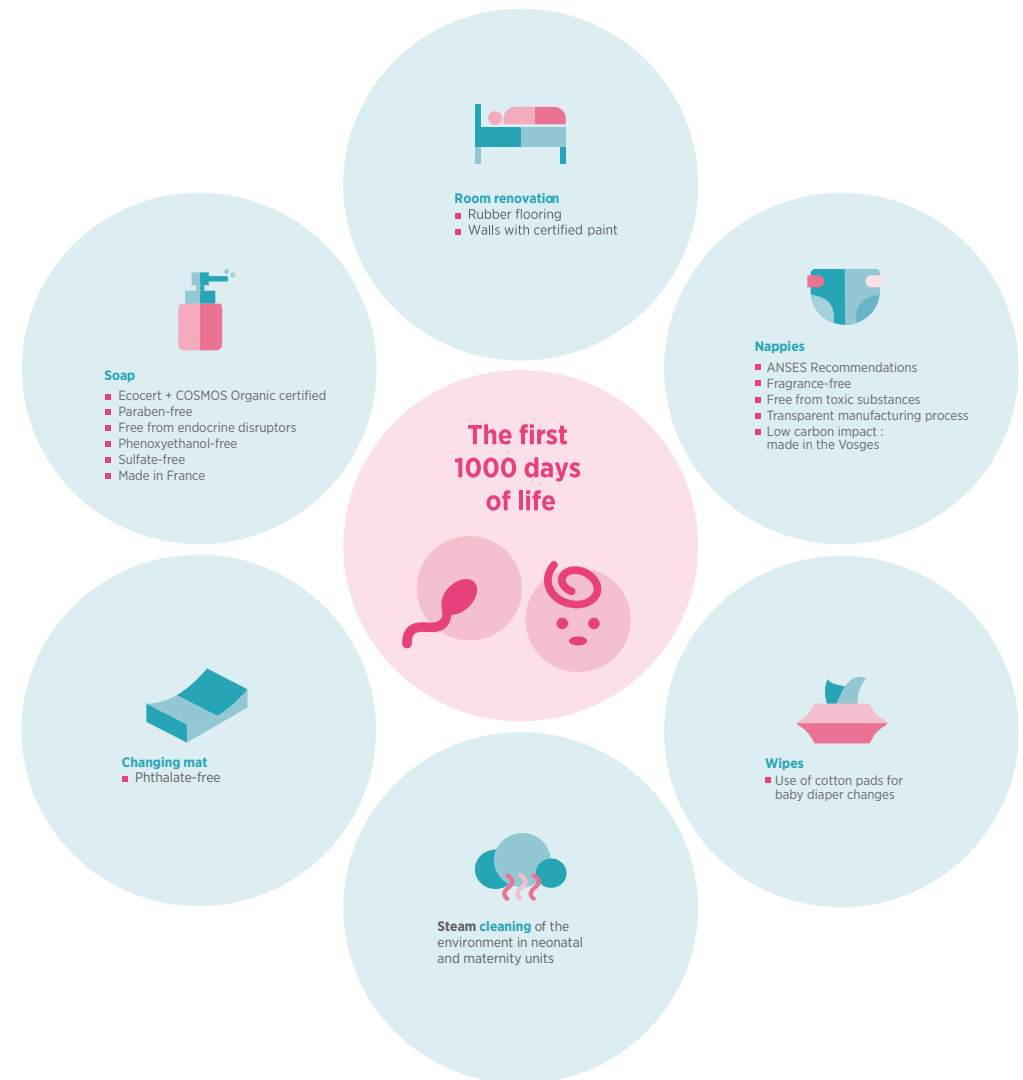 Room renovation
Rubber flooring
Walls with certified paint
Soap
Ecocert + COSMOS Organic certified
Paraben-free
Free from endocrine disruptors
Phenoxyethanol-free
Sulfate-free
Made in France
Nappies
ANSES Recommendations
Fragrance-free
Free from toxic substances
Transparent manufacturing process
Low carbon impact :
made in the Vosges
The first
1000 days
of life
Changing mat
Phthalate-free
Wipes
Use of cotton pads for
baby diaper changes
Steam cleaning of the
environment in neonatal
and maternity units